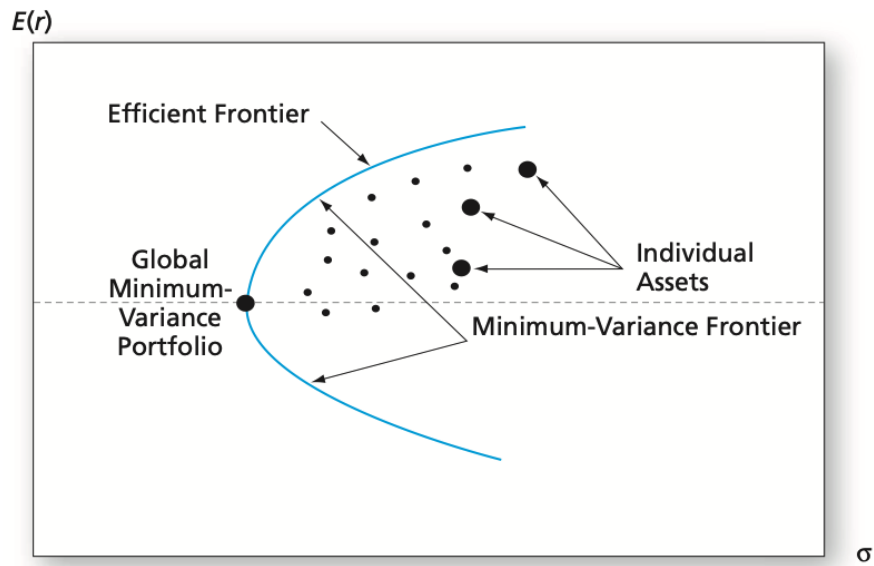 E(r)
Efficient Frontier
Global
Minimum-
Variance
Portfolio
Individual
Assets
Minimum-Variance Frontier
σ